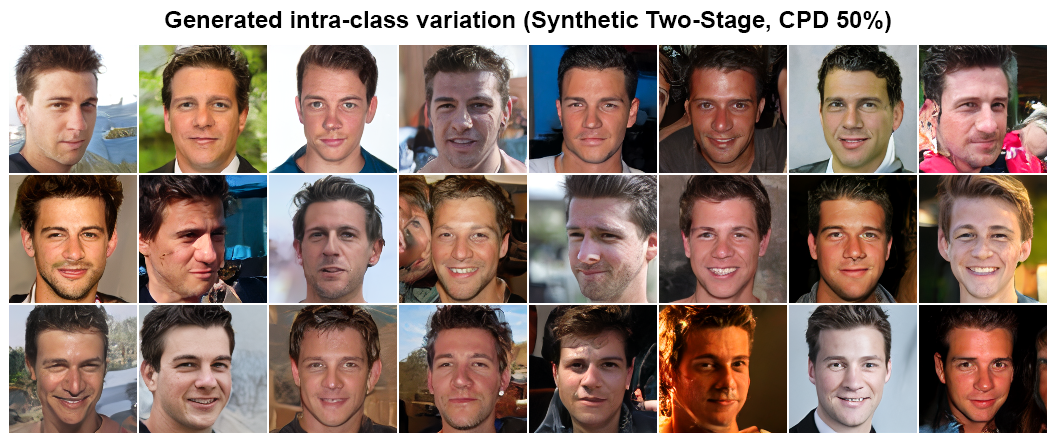 Generated intra-class variation (Synthetic Two-Stage, CPD 50%)